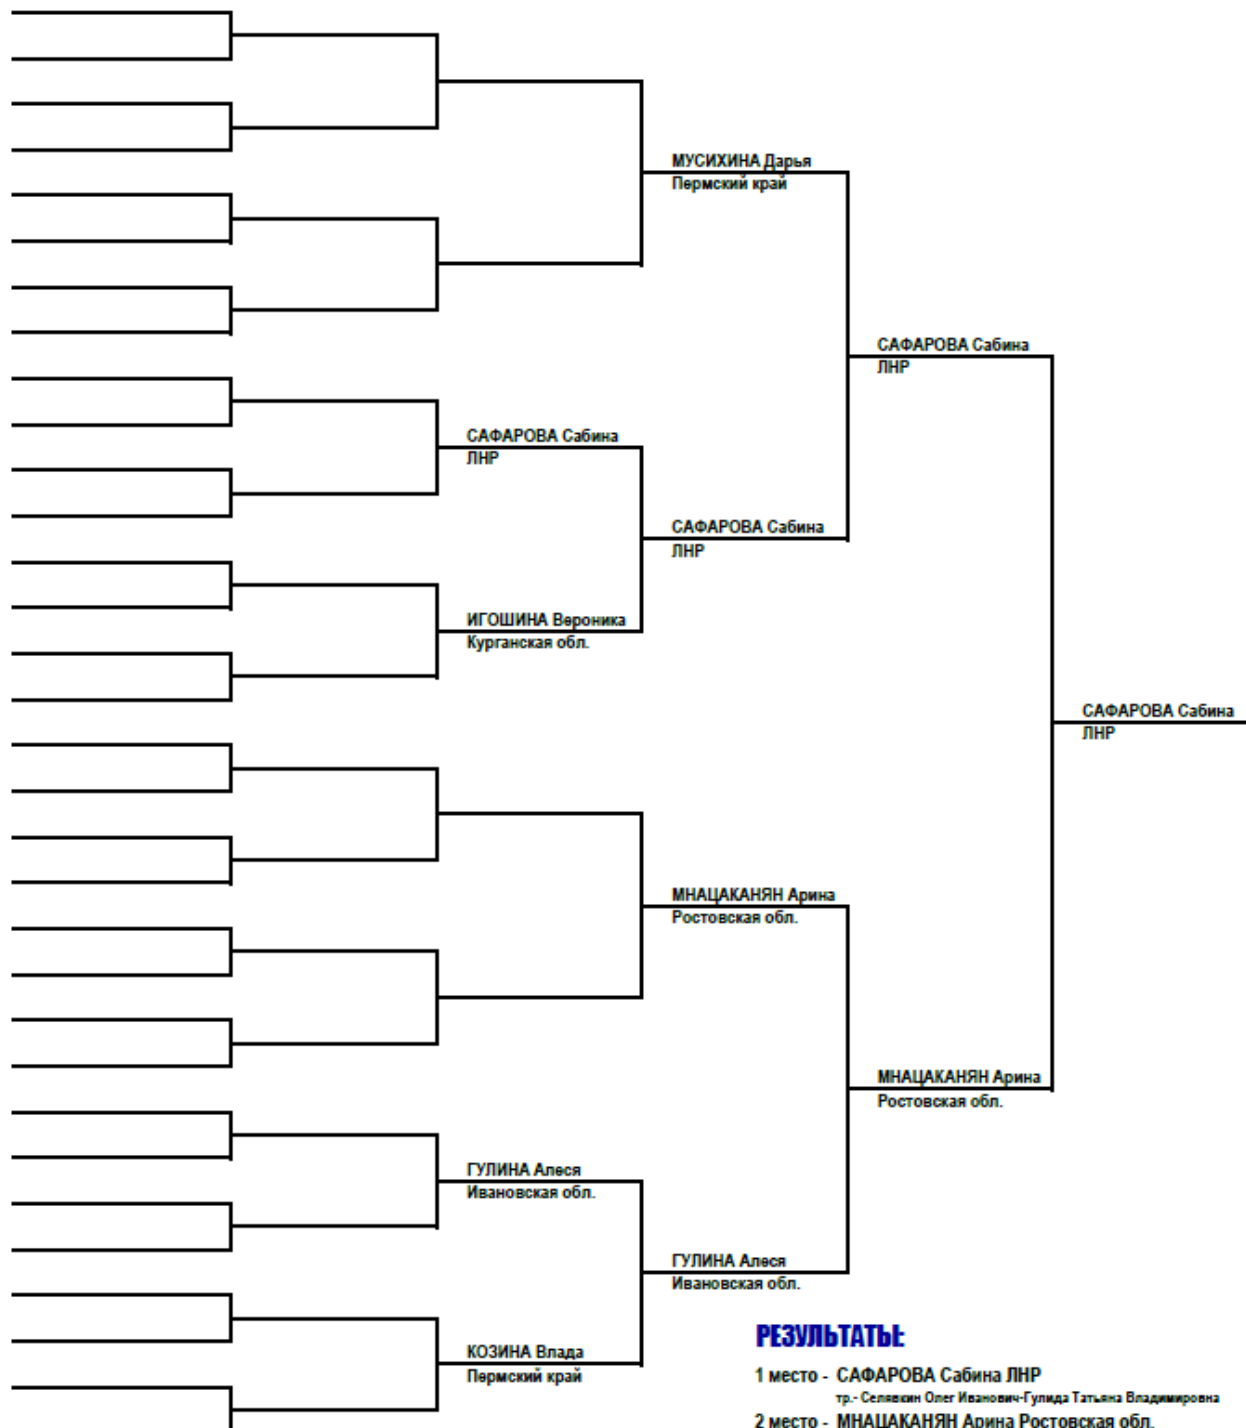 МУСИХИНА Дарья
Пермский край
САФАРОВА Сабина
ЛНР
САФАРОВА Сабина
ЛНР
САФАРОВА Сабина
ЛНР
ИГОШИНА Вероника
Курганская обл.
САФАРОВА Сабина
ЛНР
МНАЦАКАНЯН Арина
Ростовская обл.
МНАЦАКАНЯН Арина
Ростовская обл.
ГУЛИНА Алеся
Ивановская обл.
ГУЛИНА Алеся
Ивановская обл.
КОЗИНА Влада
Пермский край
РЕЗУЛЬТАТЫ:
1 место - САФАРОВА Сабина ЛНР
тр.- Селявкин Олег Иванович-Гулида Татьяна Владимировна
2 место - МНАЦАКАНЯН Арина Ростовская обл.